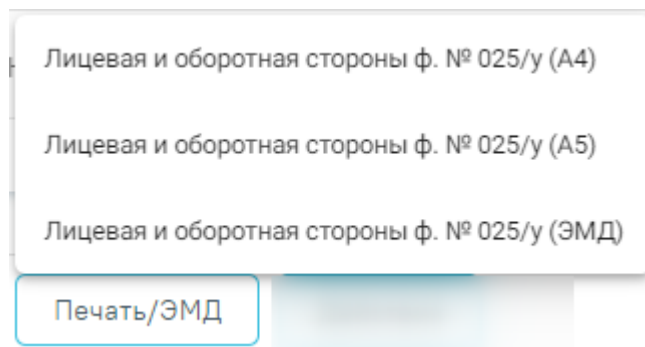 Лицевая и оборотная стороны ф. № 025/у (А4)
Лицевая и оборотная стороны ф. № 025/у (А5)
Лицевая и оборотная стороны ф. № 025/у (ЭМД)
Печать/ЭМД